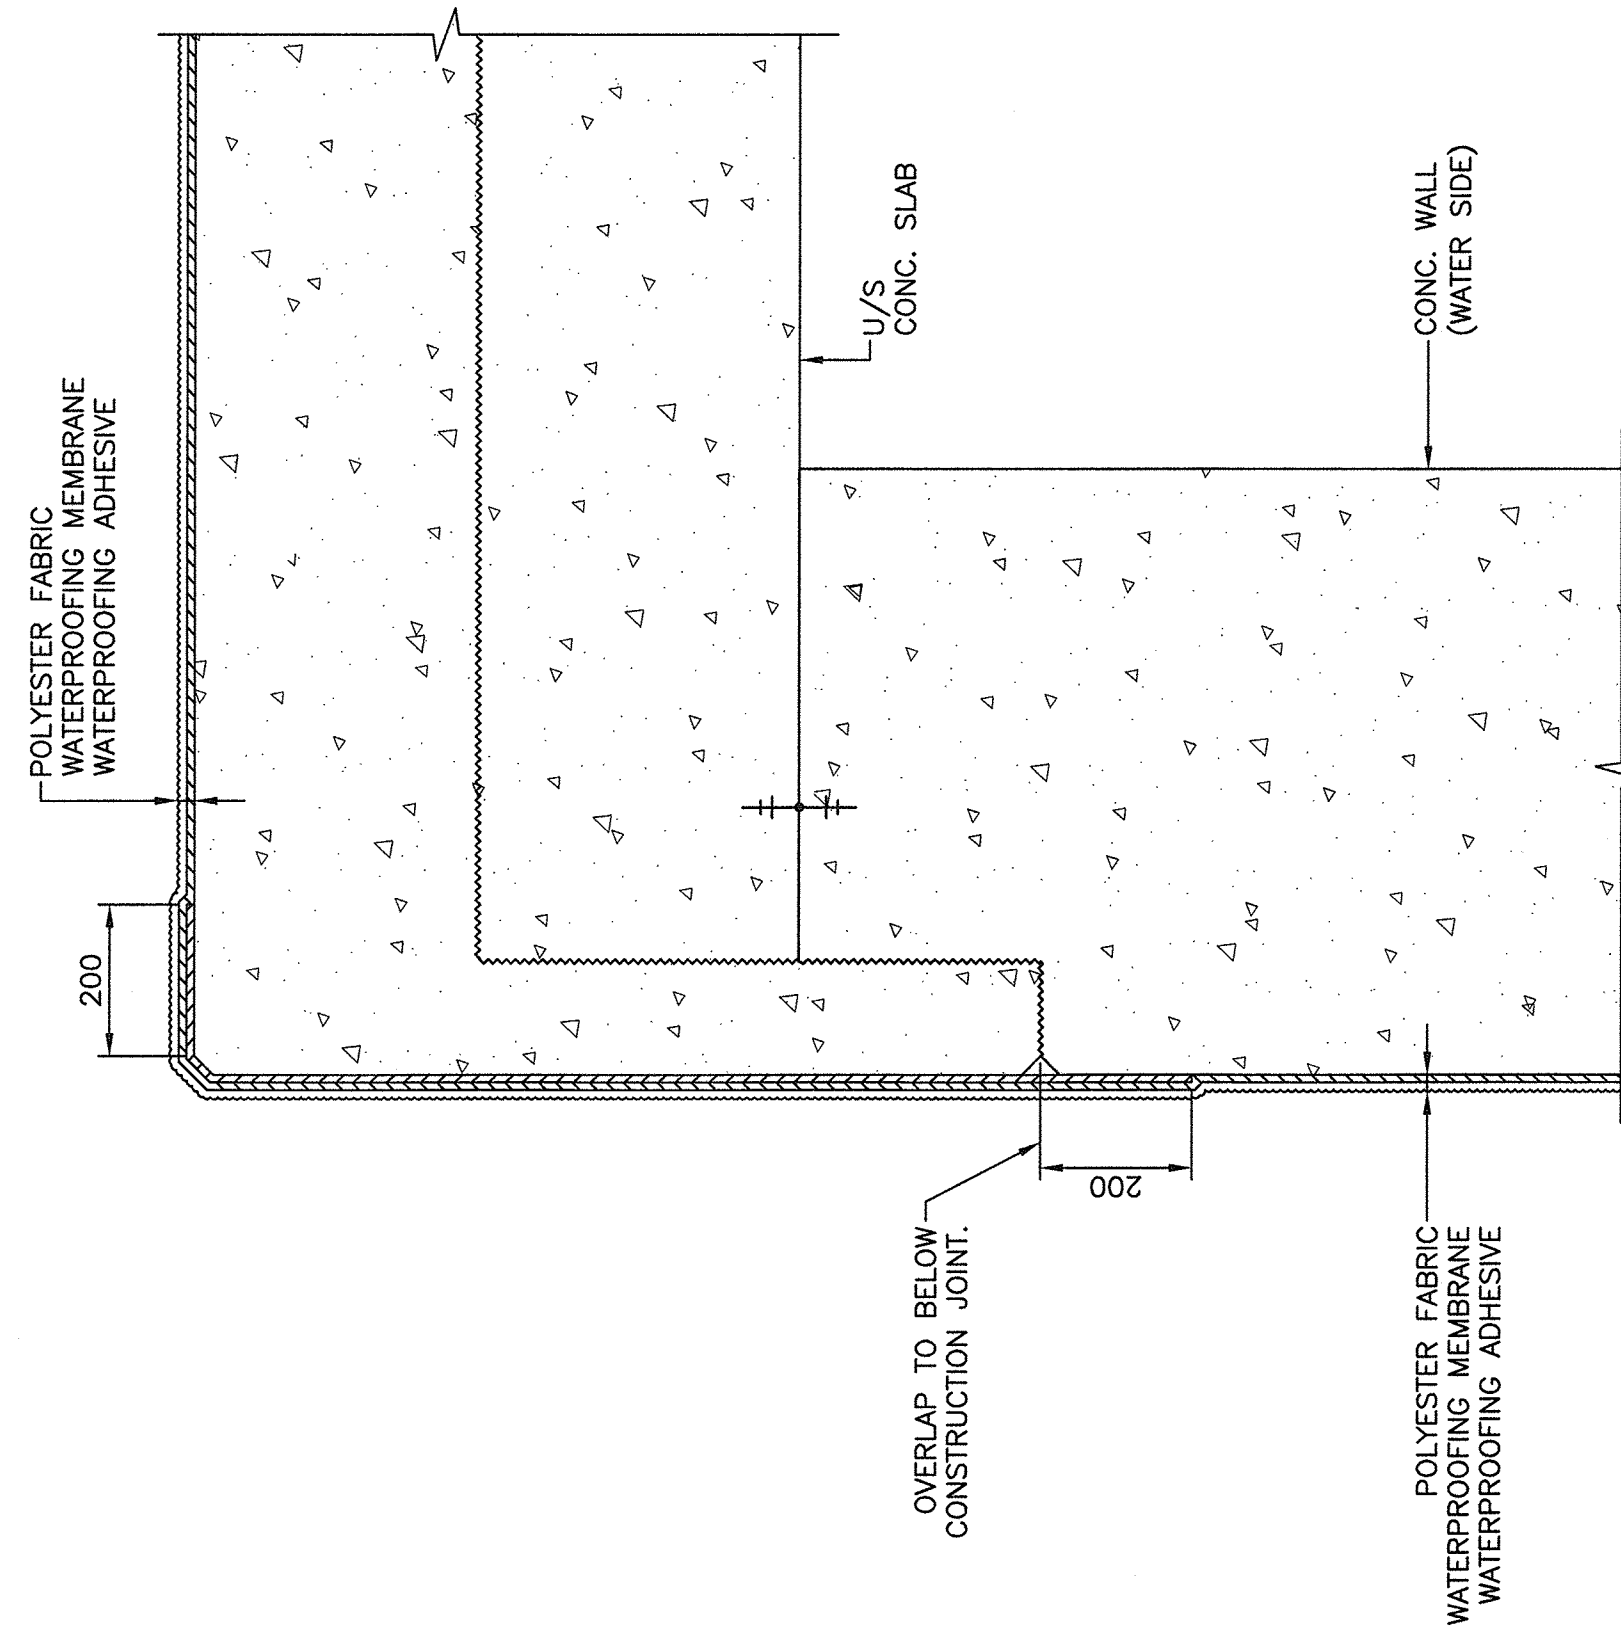 POLYESTER FABRIC
WATERPROOFING MEMBRANE
WATERPROOFING ADHESIVE
200
U/S
CONC. SLAB
CONC. WALL
(WATER SIDE)
OVERLAP TO BELOW
CONSTRUCTION JOINT.
200
POLYESTER FABRIC
WATERPROOFING MEMBRANE
WATERPROOFING ADHESIVE